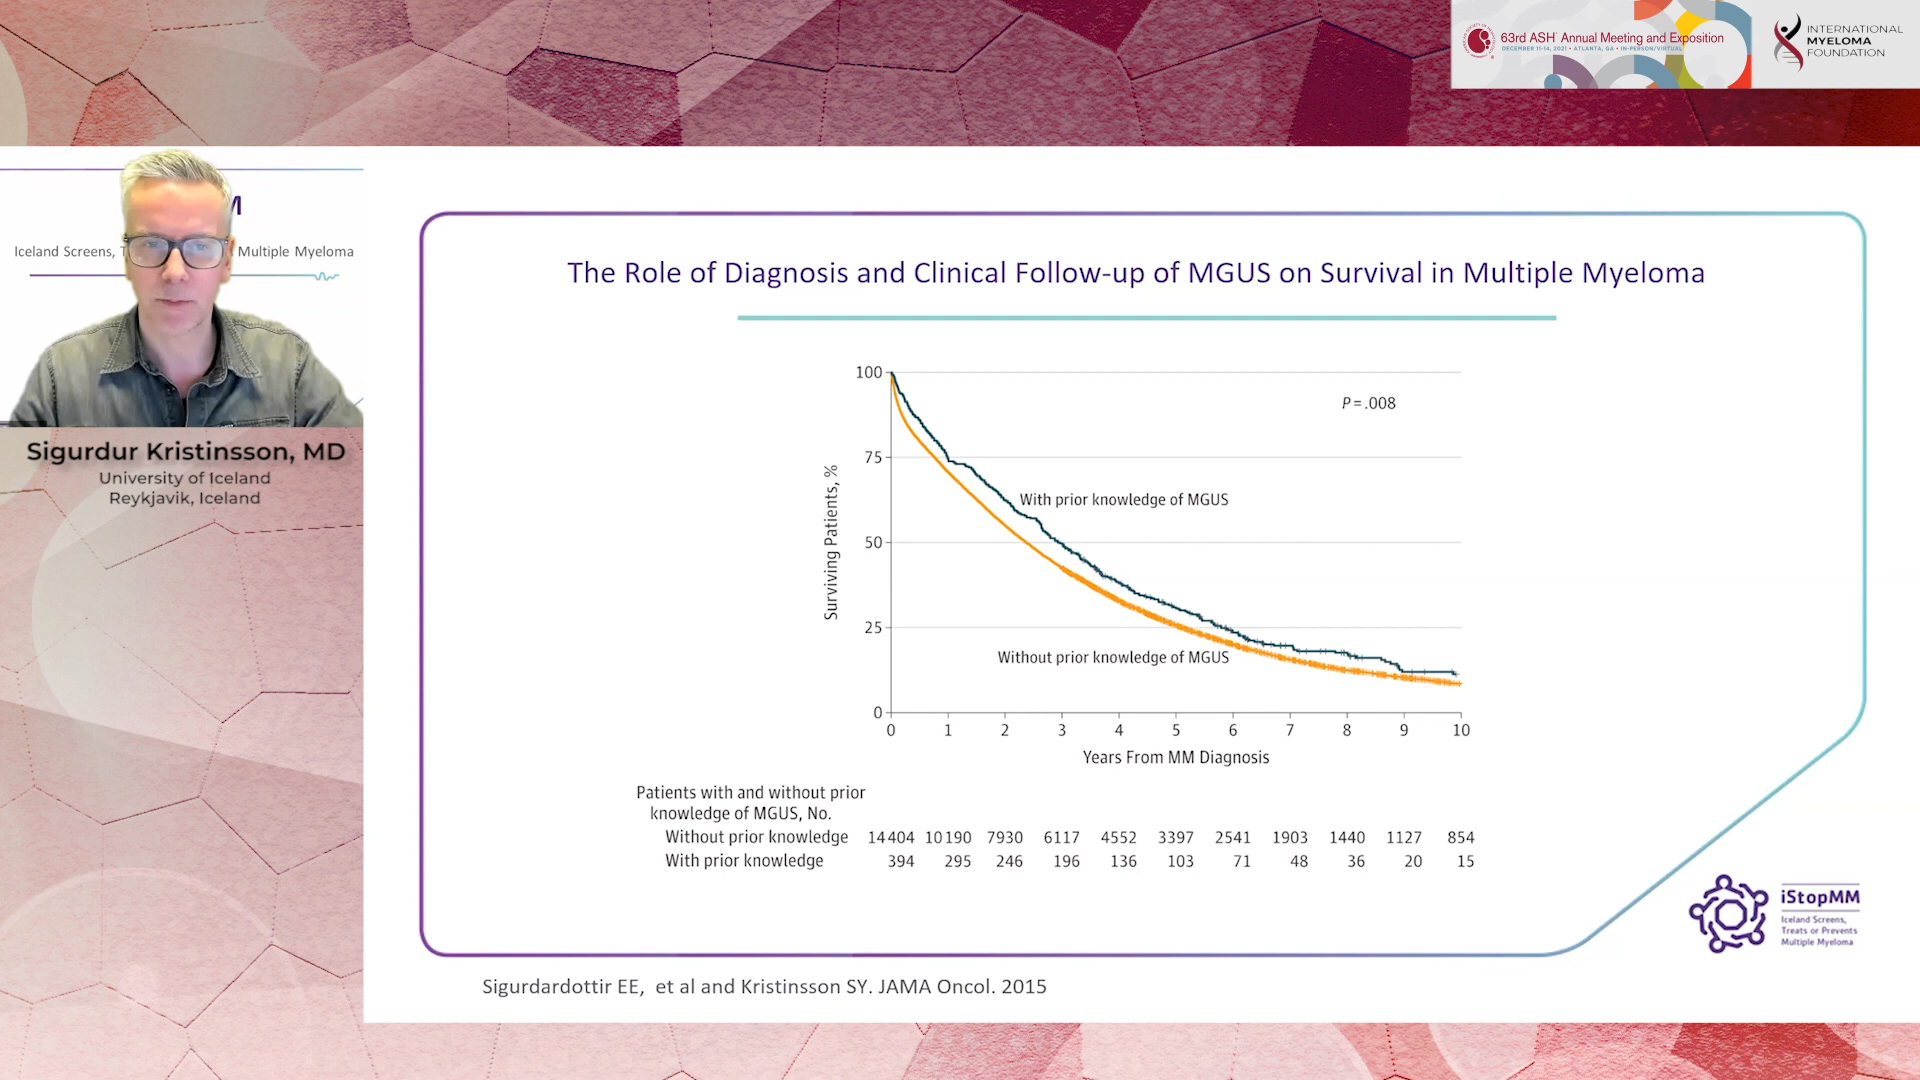 63rd ASH Annual Meeting and Exposition
DECEMBER 11-14, 2021 • ATLANTA, GA • IN-PERSON/VIRTUAL
INTERNATIONAL
MYELOMA
FOUNDATION
M
Iceland Screens, T Multiple Myeloma
Sigurdur Kristinsson, MD
University of Iceland
Reykjavik, Iceland
The Role of Diagnosis and Clinical Follow-up of MGUS on Survival in Multiple Myeloma
100
75
50
25
0
Surviving Patients, %
P = .008
With prior knowledge of MGUS
Without prior knowledge of MGUS
0 1 2 3 4 5 6 7 8 9 10
Years From MM Diagnosis
Patients with and without prior
knowledge of MGUS, No.
Without prior knowledge 14404 10190 7930 6117 4552 3397 2541 1903 1440 1127 854
With prior knowledge 394 295 246 196 136 103 71 48 36 20 15
iStopMM
Iceland Screens,
Treats or Prevents
Multiple Myeloma
Sigurdardottir EE, et al and Kristinsson SY. JAMA Oncol. 2015